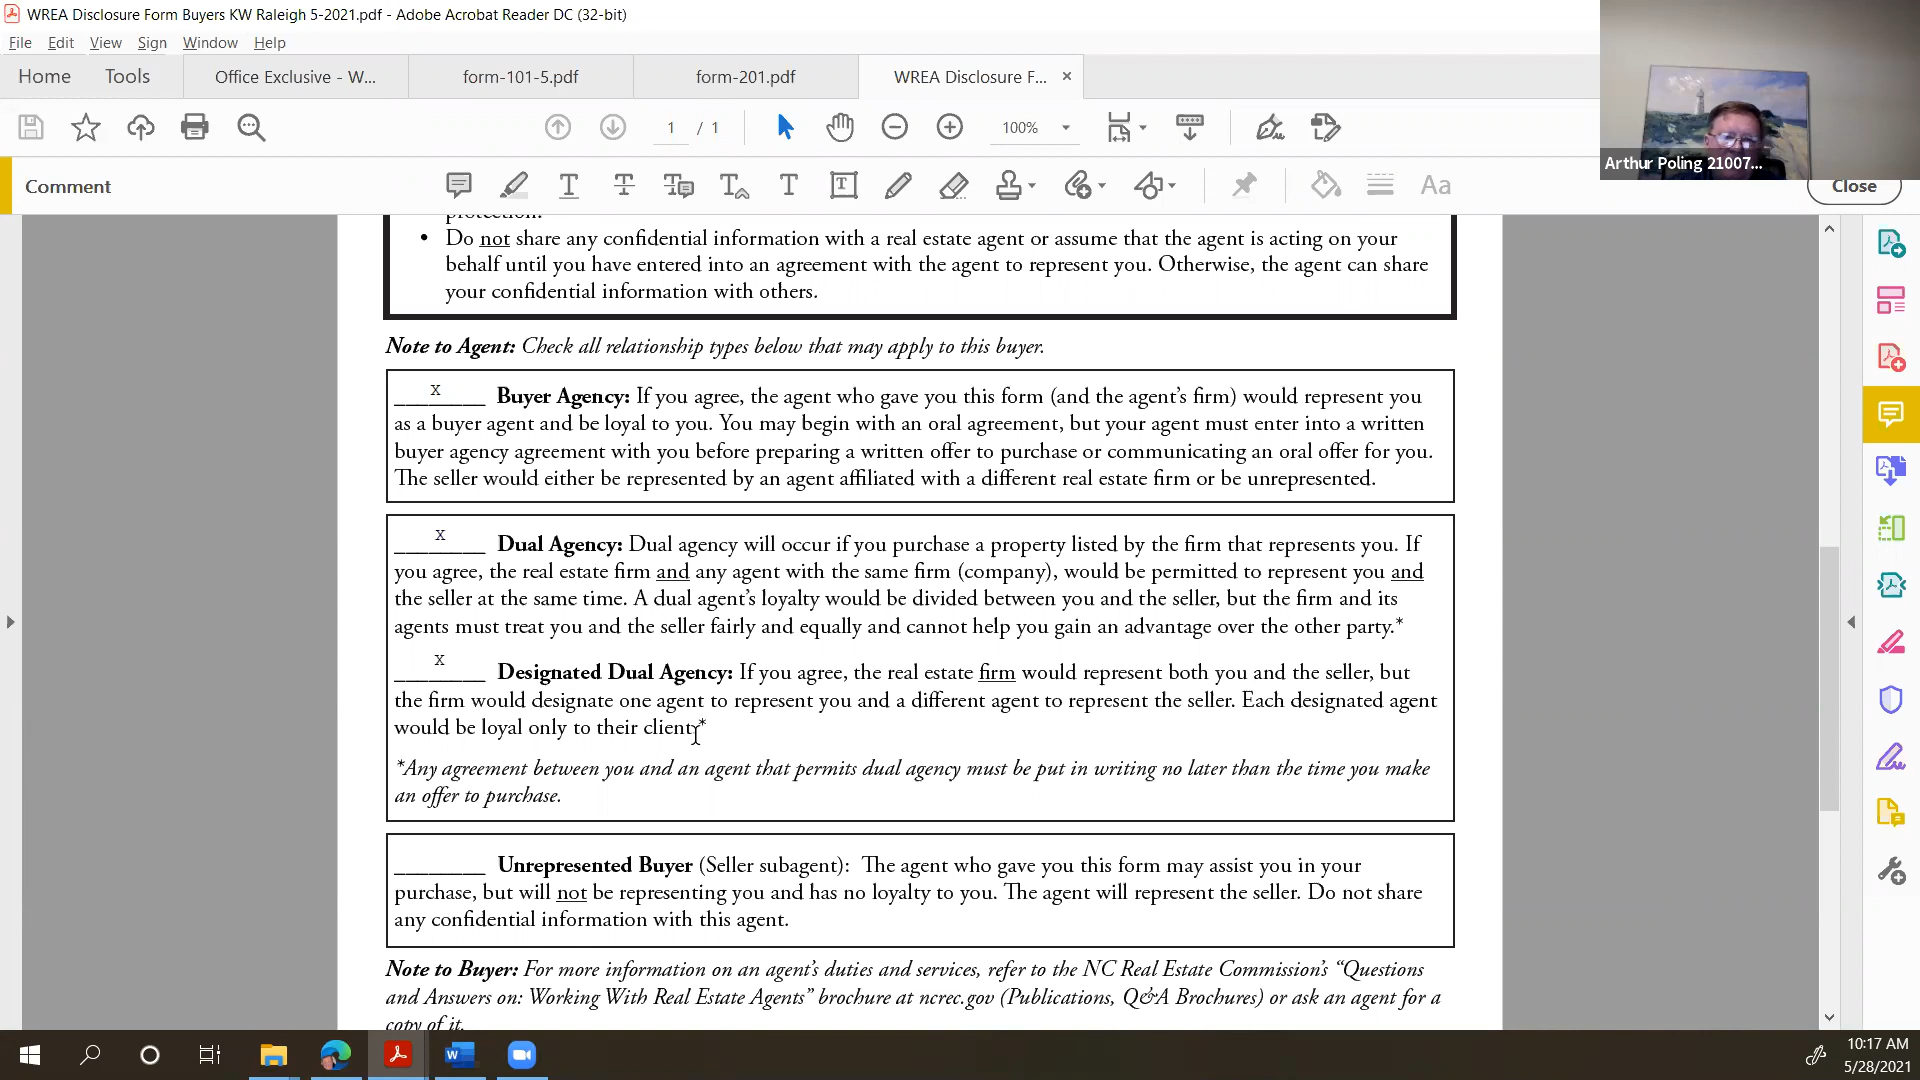 WREA Disclosure Form Buyers KW Raleigh 5-2021.pdf - Adobe Acrobat Reader DC (32-bit)
File Edit View Sign Window Help
Home Tools Office Exclusive - W... form-101-5.pdf form-201.pdf WREA Disclosure F... ×
1 / 1 100%
Arthur Poling 21007...
Comment T T T T T Aa Close
protection.
• Do not share any confidential information with a real estate agent or assume that the agent is acting on your
behalf until you have entered into an agreement with the agent to represent you. Otherwise, the agent can share
your confidential information with others.
Note to Agent: Check all relationship types below that may apply to this buyer.
x
________ Buyer Agency: If you agree, the agent who gave you this form (and the agent's firm) would represent you
as a buyer agent and be loyal to you. You may begin with an oral agreement, but your agent must enter into a written
buyer agency agreement with you before preparing a written offer to purchase or communicating an oral offer for you.
The seller would either be represented by an agent affiliated with a different real estate firm or be unrepresented.
x
________ Dual Agency: Dual agency will occur if you purchase a property listed by the firm that represents you. If
you agree, the real estate firm and any agent with the same firm (company), would be permitted to represent you and
the seller at the same time. A dual agent's loyalty would be divided between you and the seller, but the firm and its
agents must treat you and the seller fairly and equally and cannot help you gain an advantage over the other party.*
x
________ Designated Dual Agency: If you agree, the real estate firm would represent both you and the seller, but
the firm would designate one agent to represent you and a different agent to represent the seller. Each designated agent
would be loyal only to their client.*
*Any agreement between you and an agent that permits dual agency must be put in writing no later than the time you make
an offer to purchase.
________ Unrepresented Buyer (Seller subagent): The agent who gave you this form may assist you in your
purchase, but will not be representing you and has no loyalty to you. The agent will represent the seller. Do not share
any confidential information with this agent.
Note to Buyer: For more information on an agent's duties and services, refer to the NC Real Estate Commission's “Questions
and Answers on: Working With Real Estate Agents” brochure at ncrec.gov (Publications, Q&A Brochures) or ask an agent for a
copy of it.
10:17 AM
5/28/2021